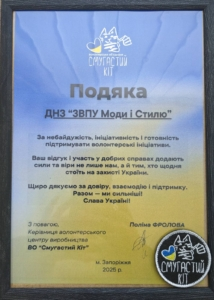 СМУГАСТИЙ
КІТ
Подяка
ДНЗ "ЗВПУ Моди і Стилю"
За небайдужість, ініціативність і готовність
підтримувати волонтерські ініціативи.
Ваш відгук і участь у добрих справах додають
сили та віри не лише нам, а й тим, хто щодня
стоїть на захисті України.
Щиро дякуємо за довіру, взаємодію і підтримку.
Разом — ми сильніші!
Слава Україні!
З повагою,
Керівниця волонтерського
центру виробництва
ВО "Смугастий Кіт"
Поліна ФРОЛОВА
м. Запоріжжя
2025 р.
СМУГАСТИЙ
КІТ